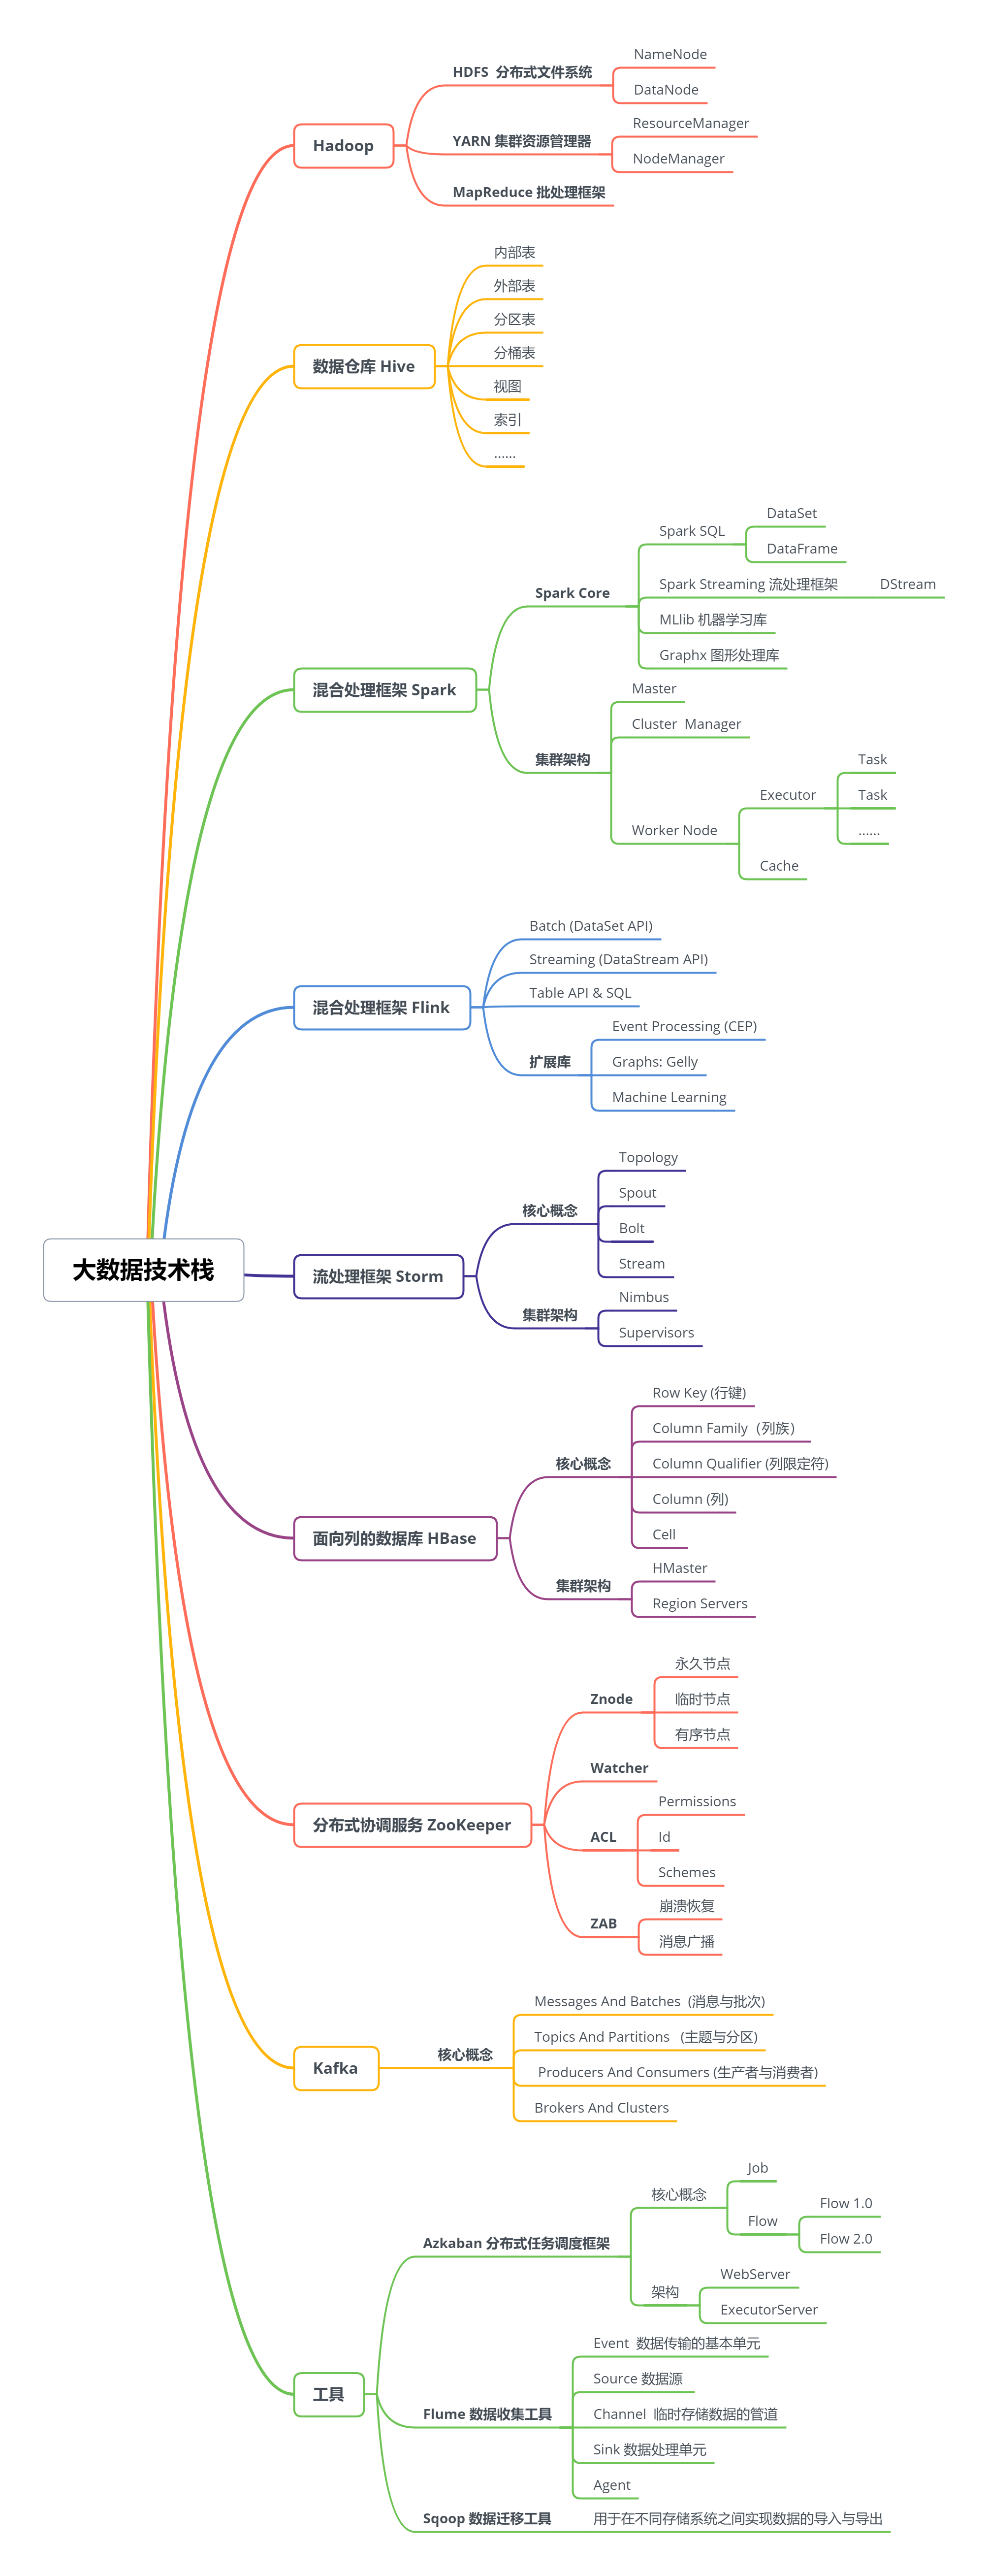 大数据技术栈
Hadoop
HDFS 分布式文件系统
NameNode
DataNode
YARN 集群资源管理器
ResourceManager
NodeManager
MapReduce 批处理框架
数据仓库 Hive
内部表
外部表
分区表
分桶表
视图
索引
......
混合处理框架 Spark
Spark Core
Spark SQL
DataSet
DataFrame
Spark Streaming 流处理框架
DStream
MLlib 机器学习库
Graphx 图形处理库
集群架构
Master
Cluster Manager
Worker Node
Executor
Task
Task
......
Cache
混合处理框架 Flink
Batch (DataSet API)
Streaming (DataStream API)
Table API & SQL
扩展库
Event Processing (CEP)
Graphs: Gelly
Machine Learning
流处理框架 Storm
核心概念
Topology
Spout
Bolt
Stream
集群架构
Nimbus
Supervisors
面向列的数据库 HBase
核心概念
Row Key (行键)
Column Family（列族）
Column Qualifier (列限定符)
Column (列)
Cell
集群架构
HMaster
Region Servers
分布式协调服务 ZooKeeper
Znode
永久节点
临时节点
有序节点
Watcher
ACL
Permissions
Id
Schemes
ZAB
崩溃恢复
消息广播
Kafka
核心概念
Messages And Batches (消息与批次)
Topics And Partitions (主题与分区)
Producers And Consumers (生产者与消费者)
Brokers And Clusters
工具
Azkaban 分布式任务调度框架
核心概念
Job
Flow
Flow 1.0
Flow 2.0
架构
WebServer
ExecutorServer
Flume 数据收集工具
Event 数据传输的基本单元
Source 数据源
Channel 临时存储数据的管道
Sink 数据处理单元
Agent
Sqoop 数据迁移工具
用于在不同存储系统之间实现数据的导入与导出